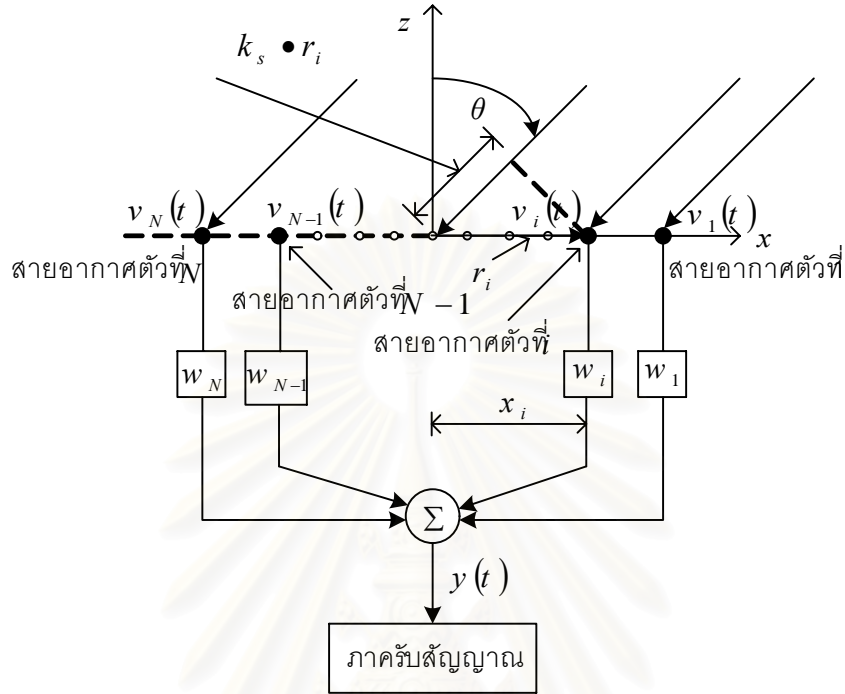 z
k_s • r_i
θ
v_N(t)
v_{N-1}(t)
v_i(t)
v_1(t)
x
r_i
สายอากาศตัวที่N
สายอากาศตัวที่N-1
สายอากาศตัวที่i
สายอากาศตัวที่1
w_N
w_{N-1}
w_i
w_1
x_i
Σ
y(t)
ภาครับสัญญาณ